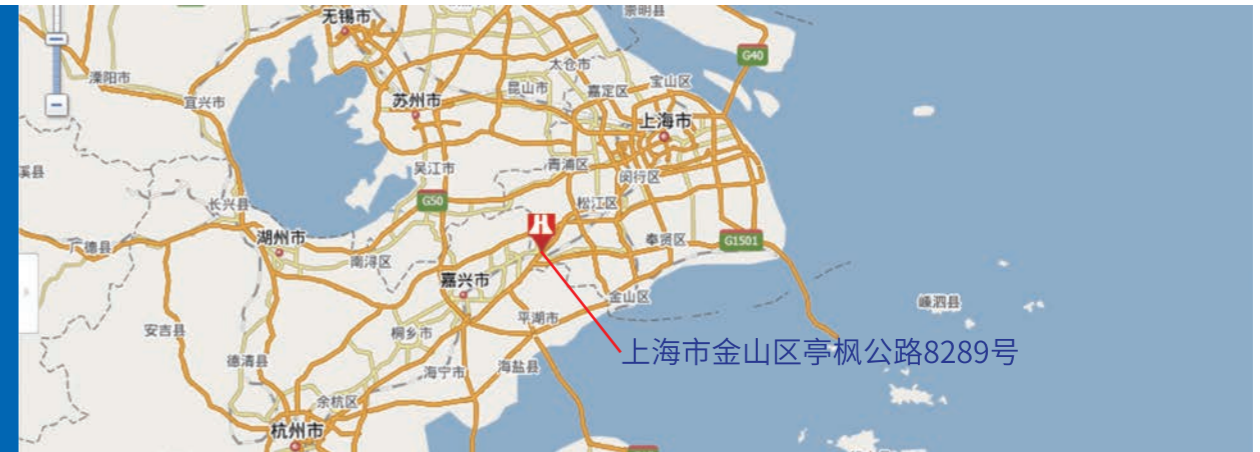 无锡市
崇明县
G40
溧阳市
太仓市
宝山区
宜兴市
昆山市
嘉定区
苏州市
上海市
吴江市
青浦区
闵行区
溪县
G50
长兴县
松江区
湖州市
广德县
奉贤区
G1501
南浔区
嘉兴市
金山区
嵊泗县
安吉县
平湖市
桐乡市
上海市金山区亭枫公路8289号
德清县
海宁市
海盐县
余杭区
杭州市